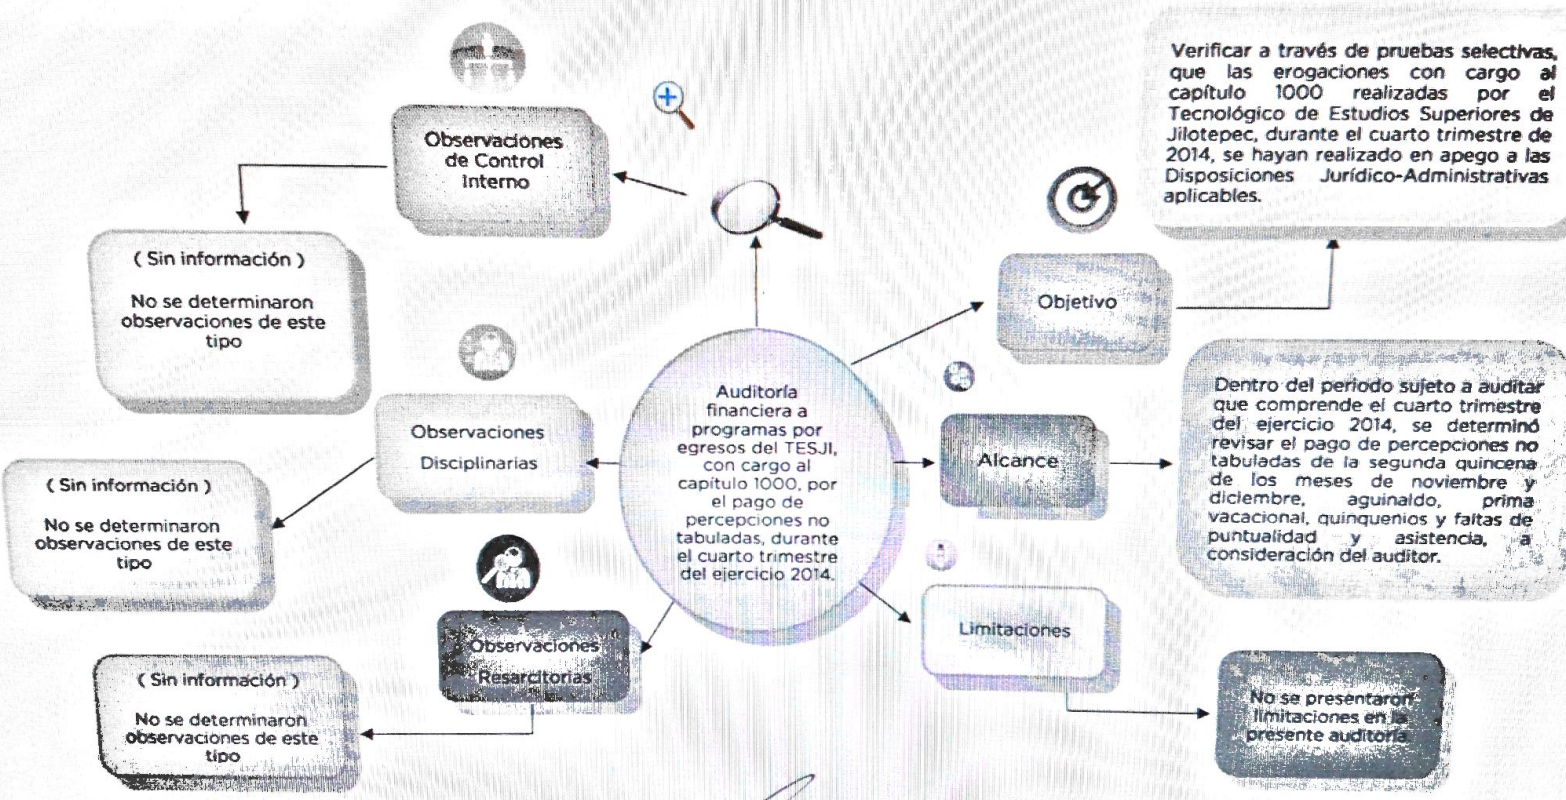 Observaciones
de Control
Interno
( Sin información )
No se determinaron
observaciones de este
tipo
Observaciones
Disciplinarias
( Sin información )
No se determinaron
observaciones de este
tipo
Observaciones
Resarcitorias
( Sin información )
No se determinaron
observaciones de este
tipo
Auditoría
financiera a
programas por
egresos del TESJI,
con cargo al
capítulo 1000, por
el pago de
percepciones no
tabuladas, durante
el cuarto trimestre
del ejercicio 2014.
Objetivo
Verificar a través de pruebas selectivas,
que las erogaciones con cargo al
capítulo 1000 realizadas por el
Tecnológico de Estudios Superiores de
Jilotepec, durante el cuarto trimestre de
2014, se hayan realizado en apego a las
Disposiciones Jurídico-Administrativas
aplicables.
Alcance
Dentro del periodo sujeto a auditar
que comprende el cuarto trimestre
del ejercicio 2014, se determinó
revisar el pago de percepciones no
tabuladas de la segunda quincena
de los meses de noviembre y
diciembre, aguinaldo, prima
vacacional, quinquenios y faltas de
puntualidad y asistencia, a
consideración del auditor.
Limitaciones
No se presentaron
limitaciones en la
presente auditoría